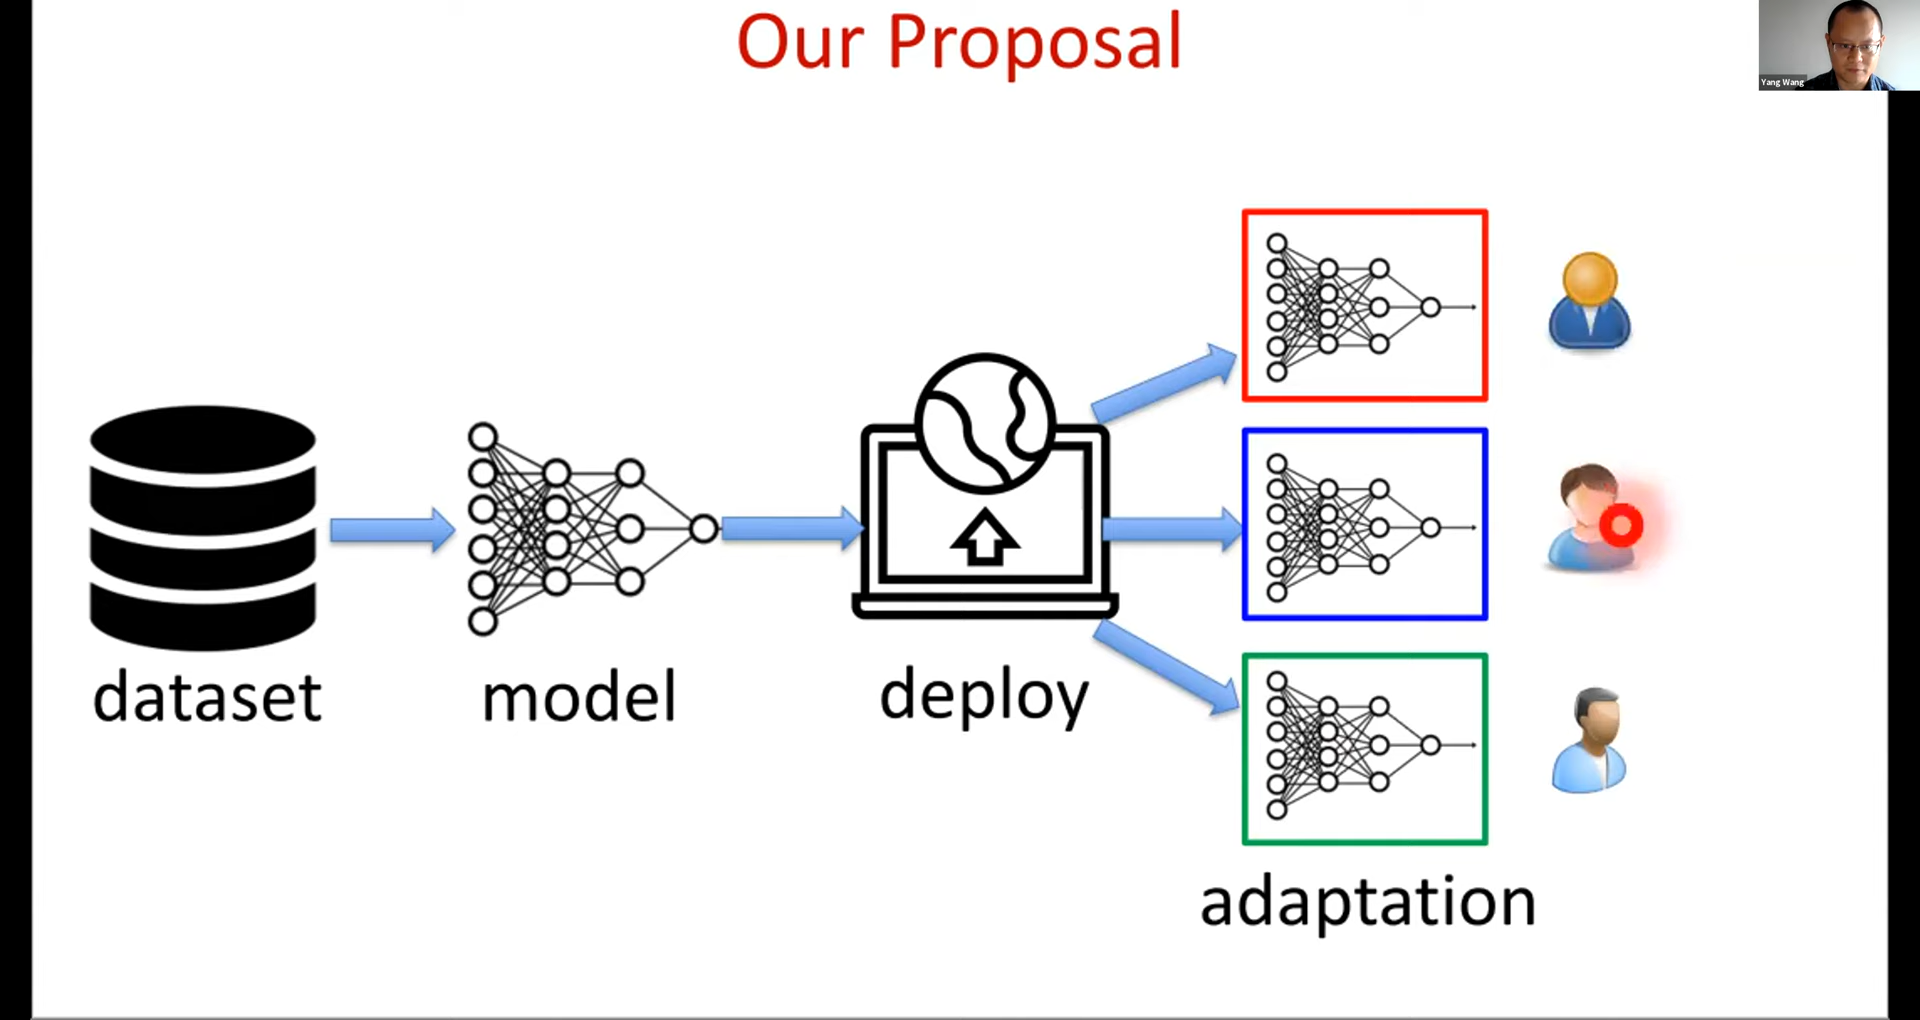 Our Proposal
Yang Wang
dataset
model
deploy
adaptation